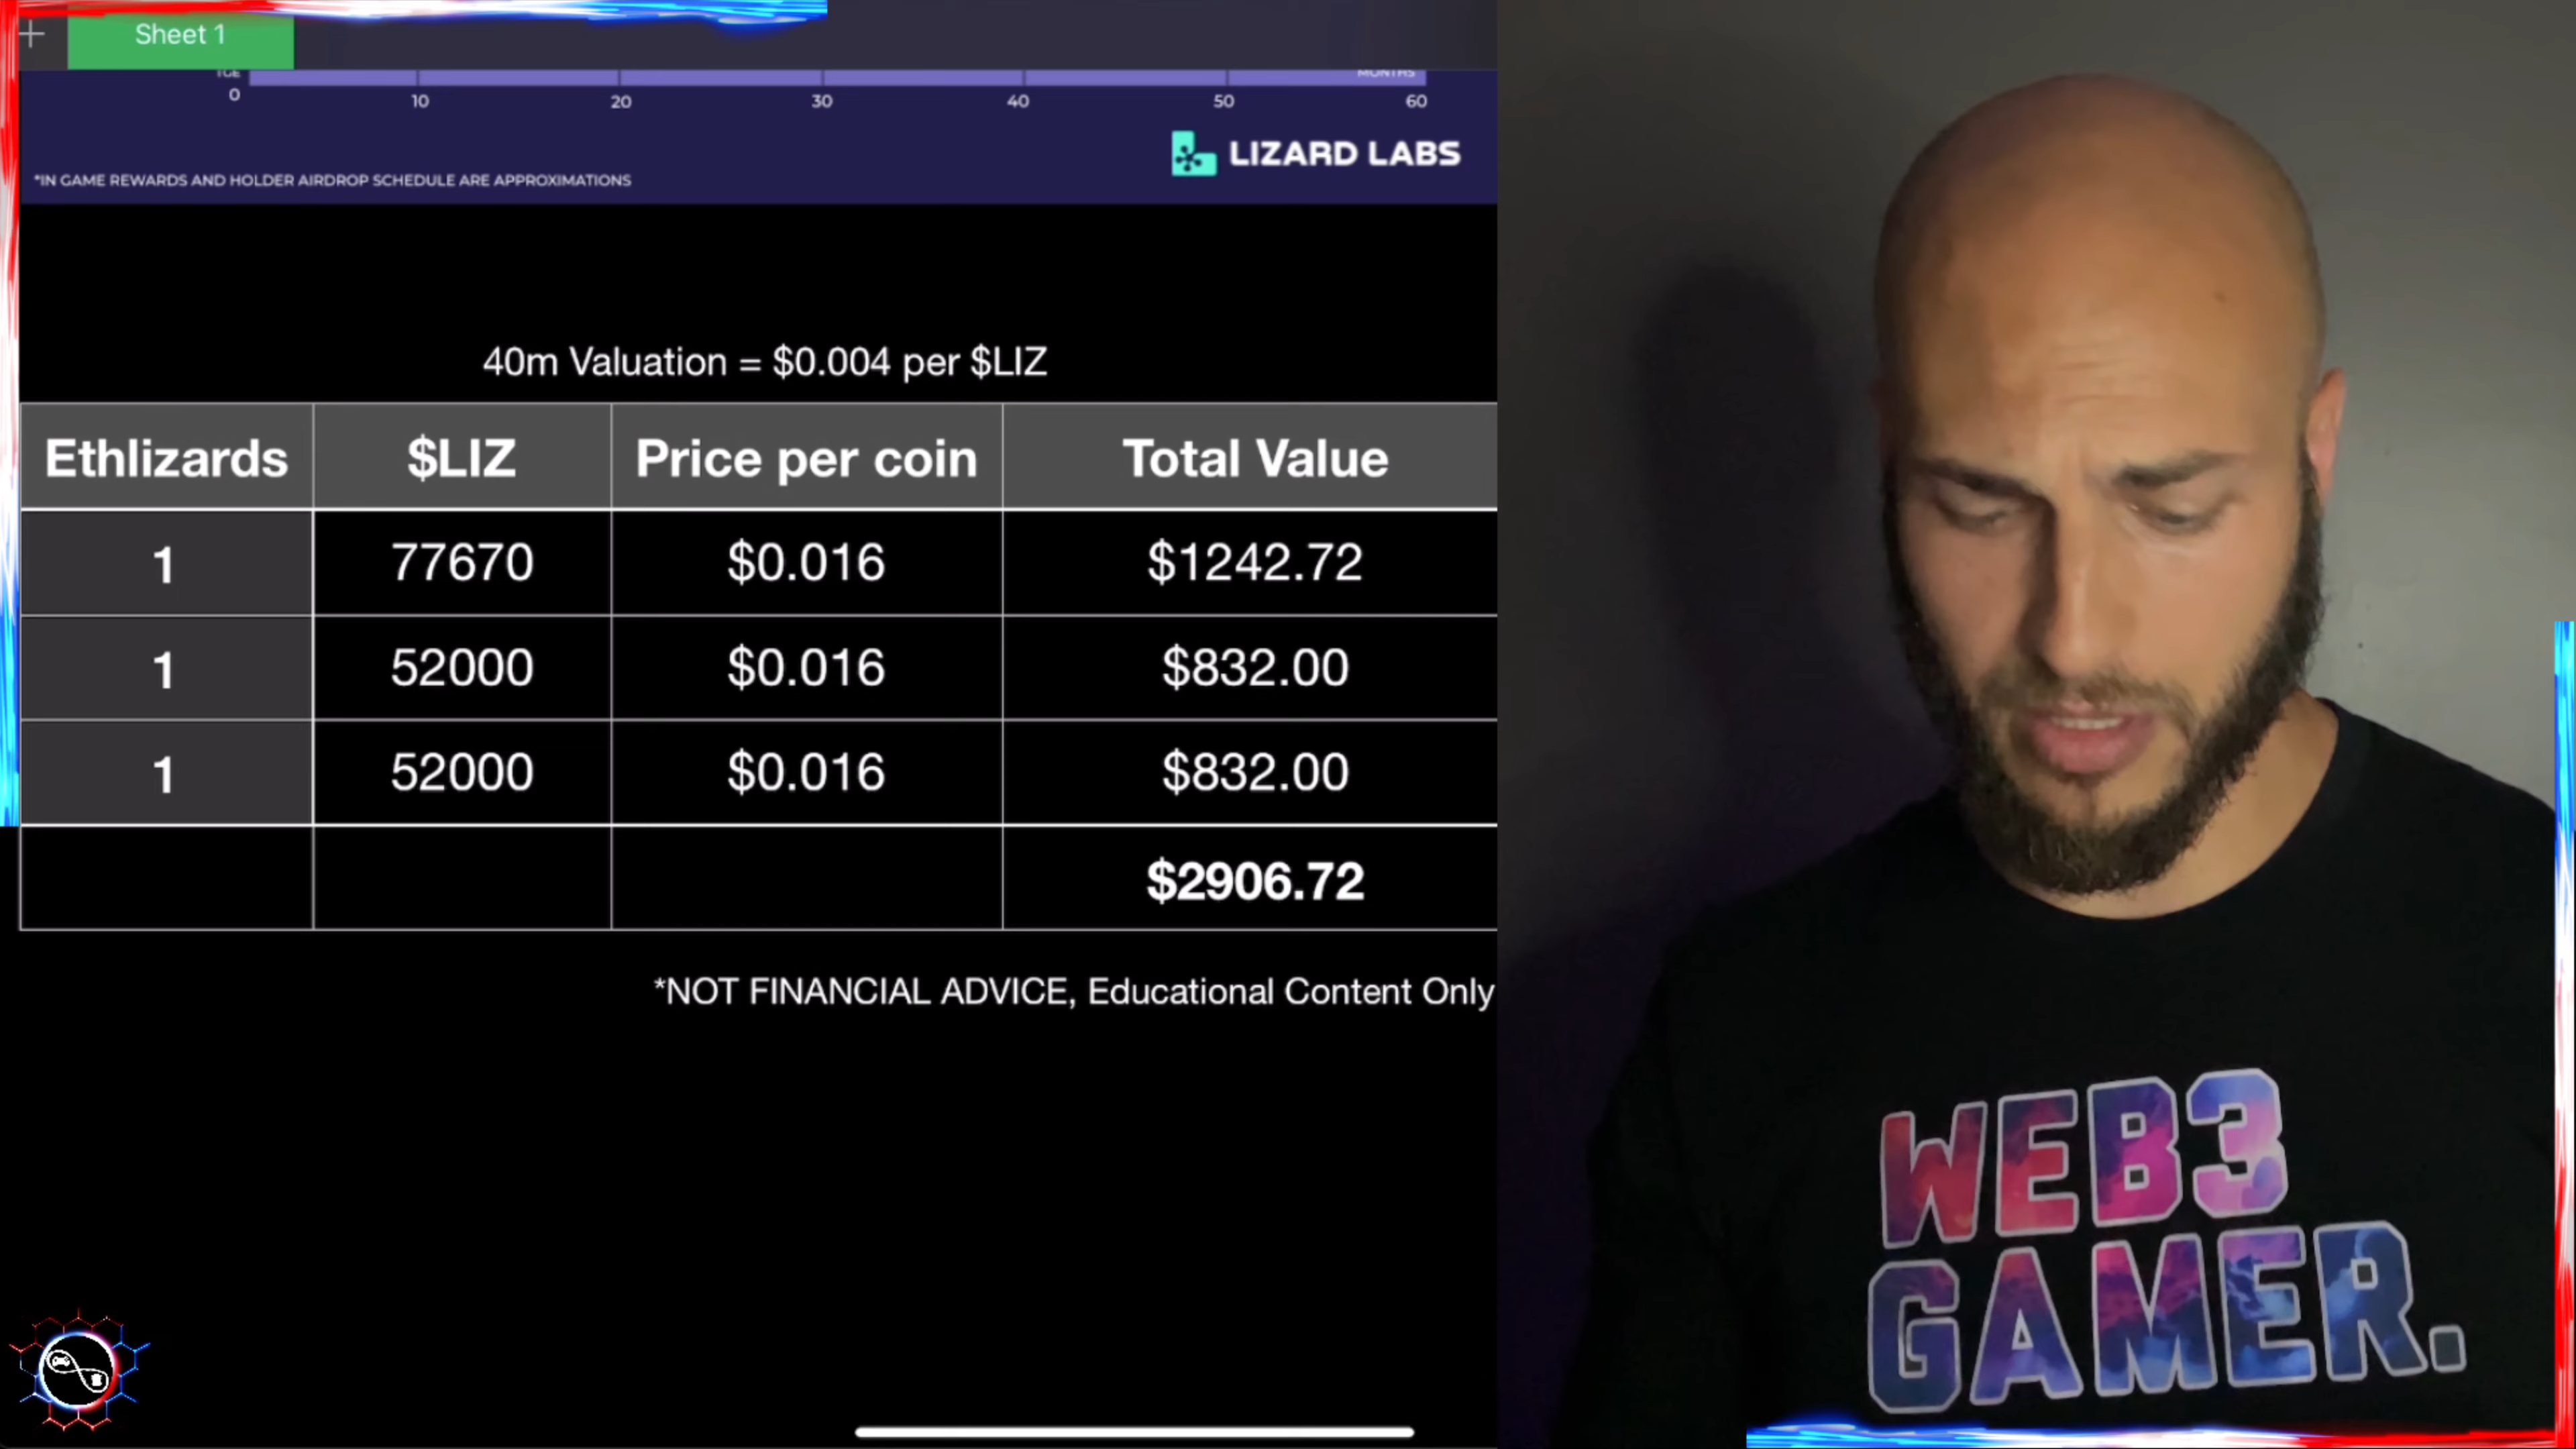 Sheet 1
TGE
MONTHS
0 10 20 30 40 50 60
LIZARD LABS
*IN GAME REWARDS AND HOLDER AIRDROP SCHEDULE ARE APPROXIMATIONS
40m Valuation = $0.004 per $LIZ
Ethlizards $LIZ Price per coin Total Value
1 77670 $0.016 $1242.72
1 52000 $0.016 $832.00
1 52000 $0.016 $832.00
$2906.72
*NOT FINANCIAL ADVICE, Educational Content Only
WEB3
GAMER.